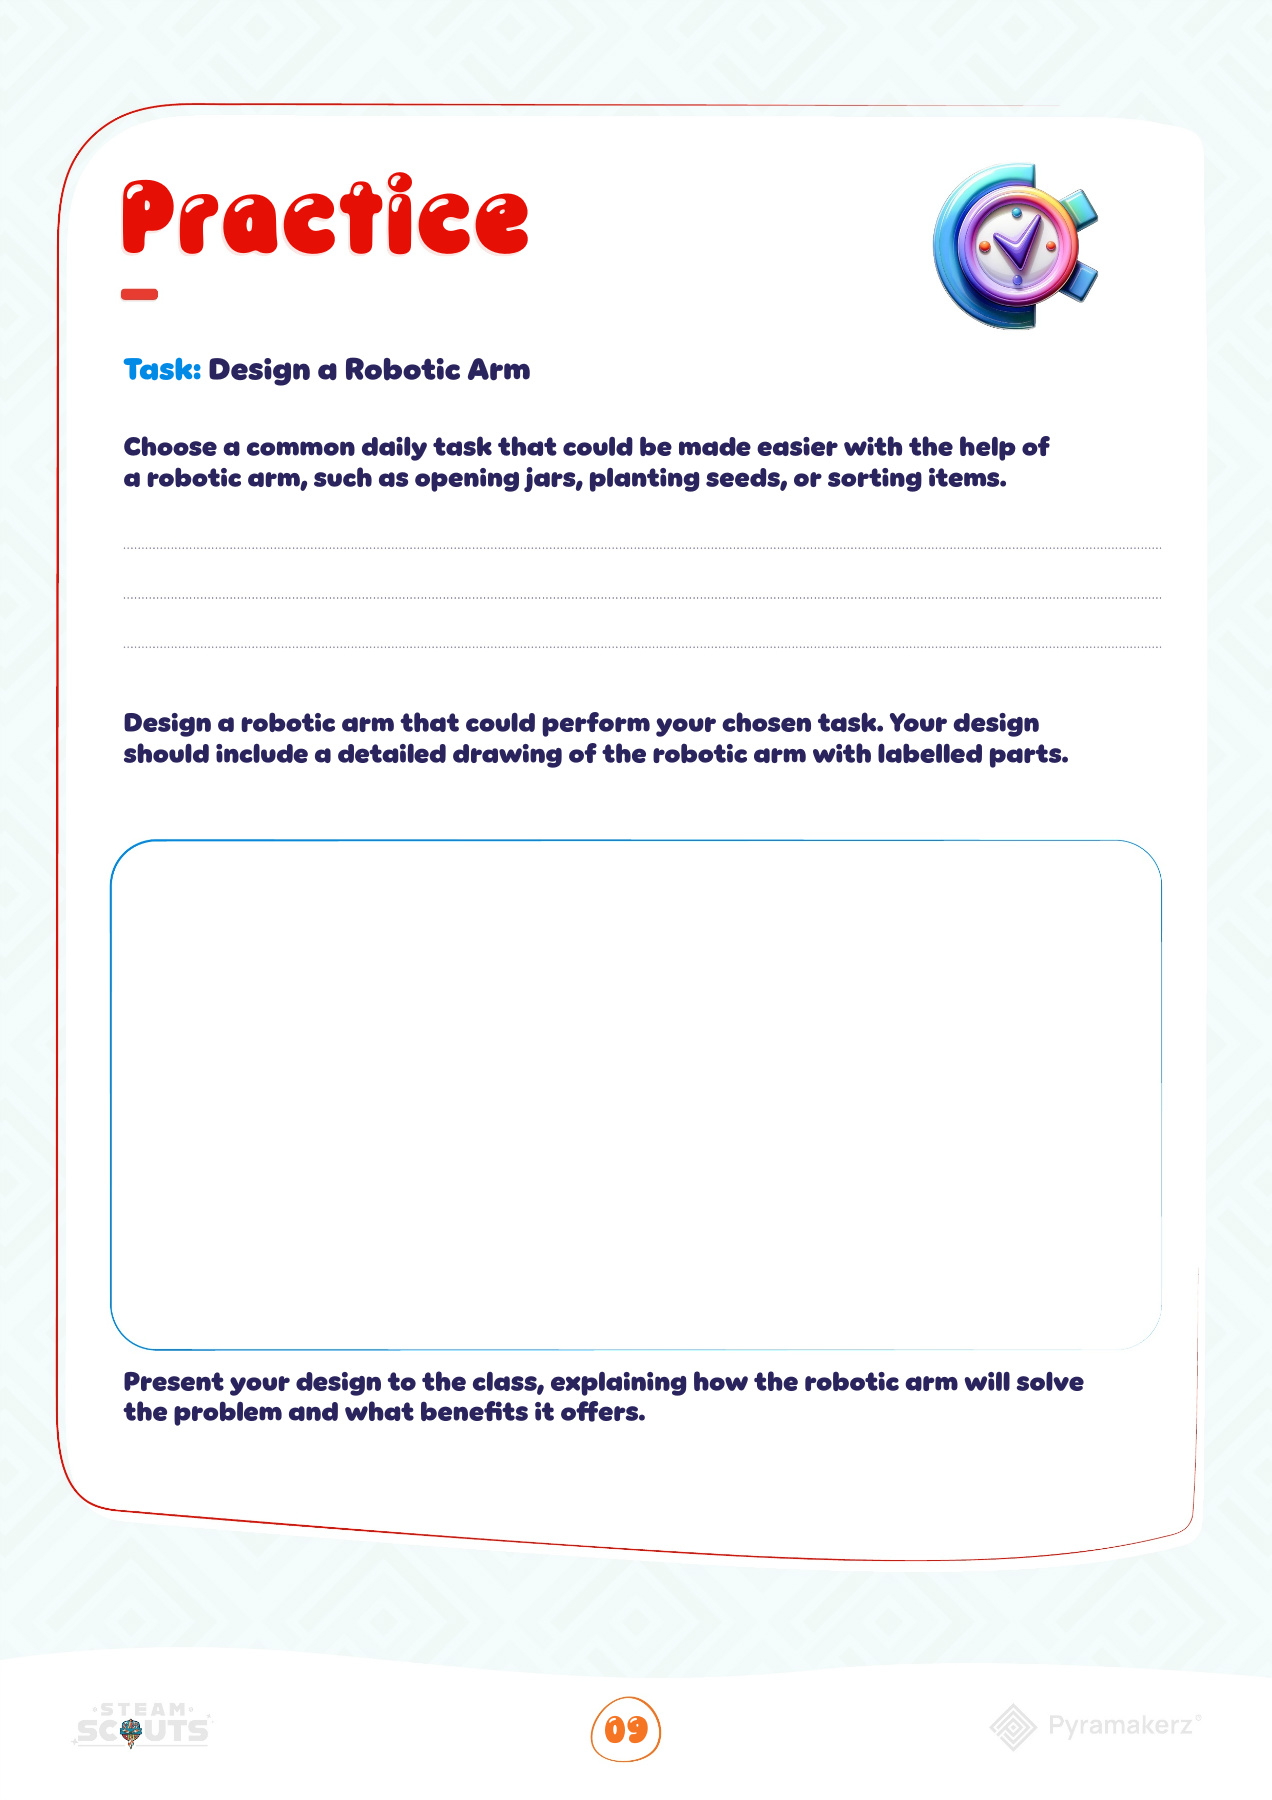 Practice
Task: Design a Robotic Arm
Choose a common daily task that could be made easier with the help of
a robotic arm, such as opening jars, planting seeds, or sorting items.
Design a robotic arm that could perform your chosen task. Your design
should include a detailed drawing of the robotic arm with labelled parts.
Present your design to the class, explaining how the robotic arm will solve
the problem and what benefits it offers.
STEAM
SCOUTS
09
Pyramakerz